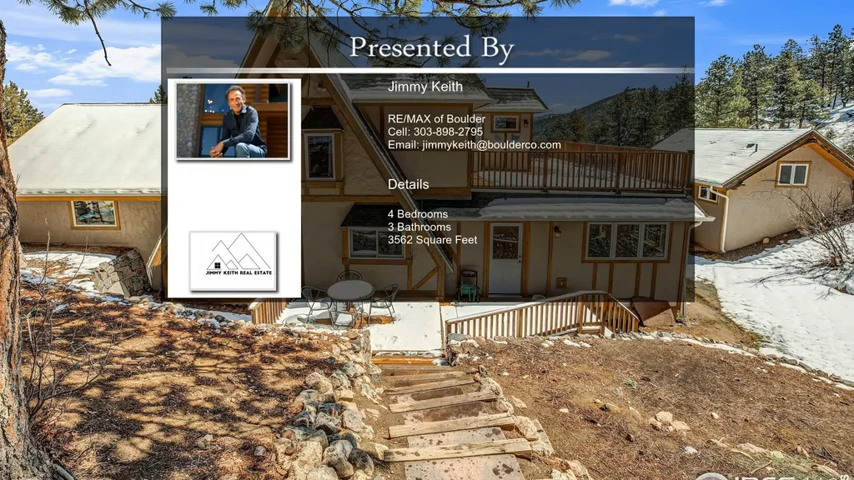 Presented By
Jimmy Keith
RE/MAX of Boulder
Cell: 303-898-2795
Email: jimmykeith@boulderco.com
Details
4 Bedrooms
3 Bathrooms
3562 Square Feet
JIMMY KEITH REAL ESTATE